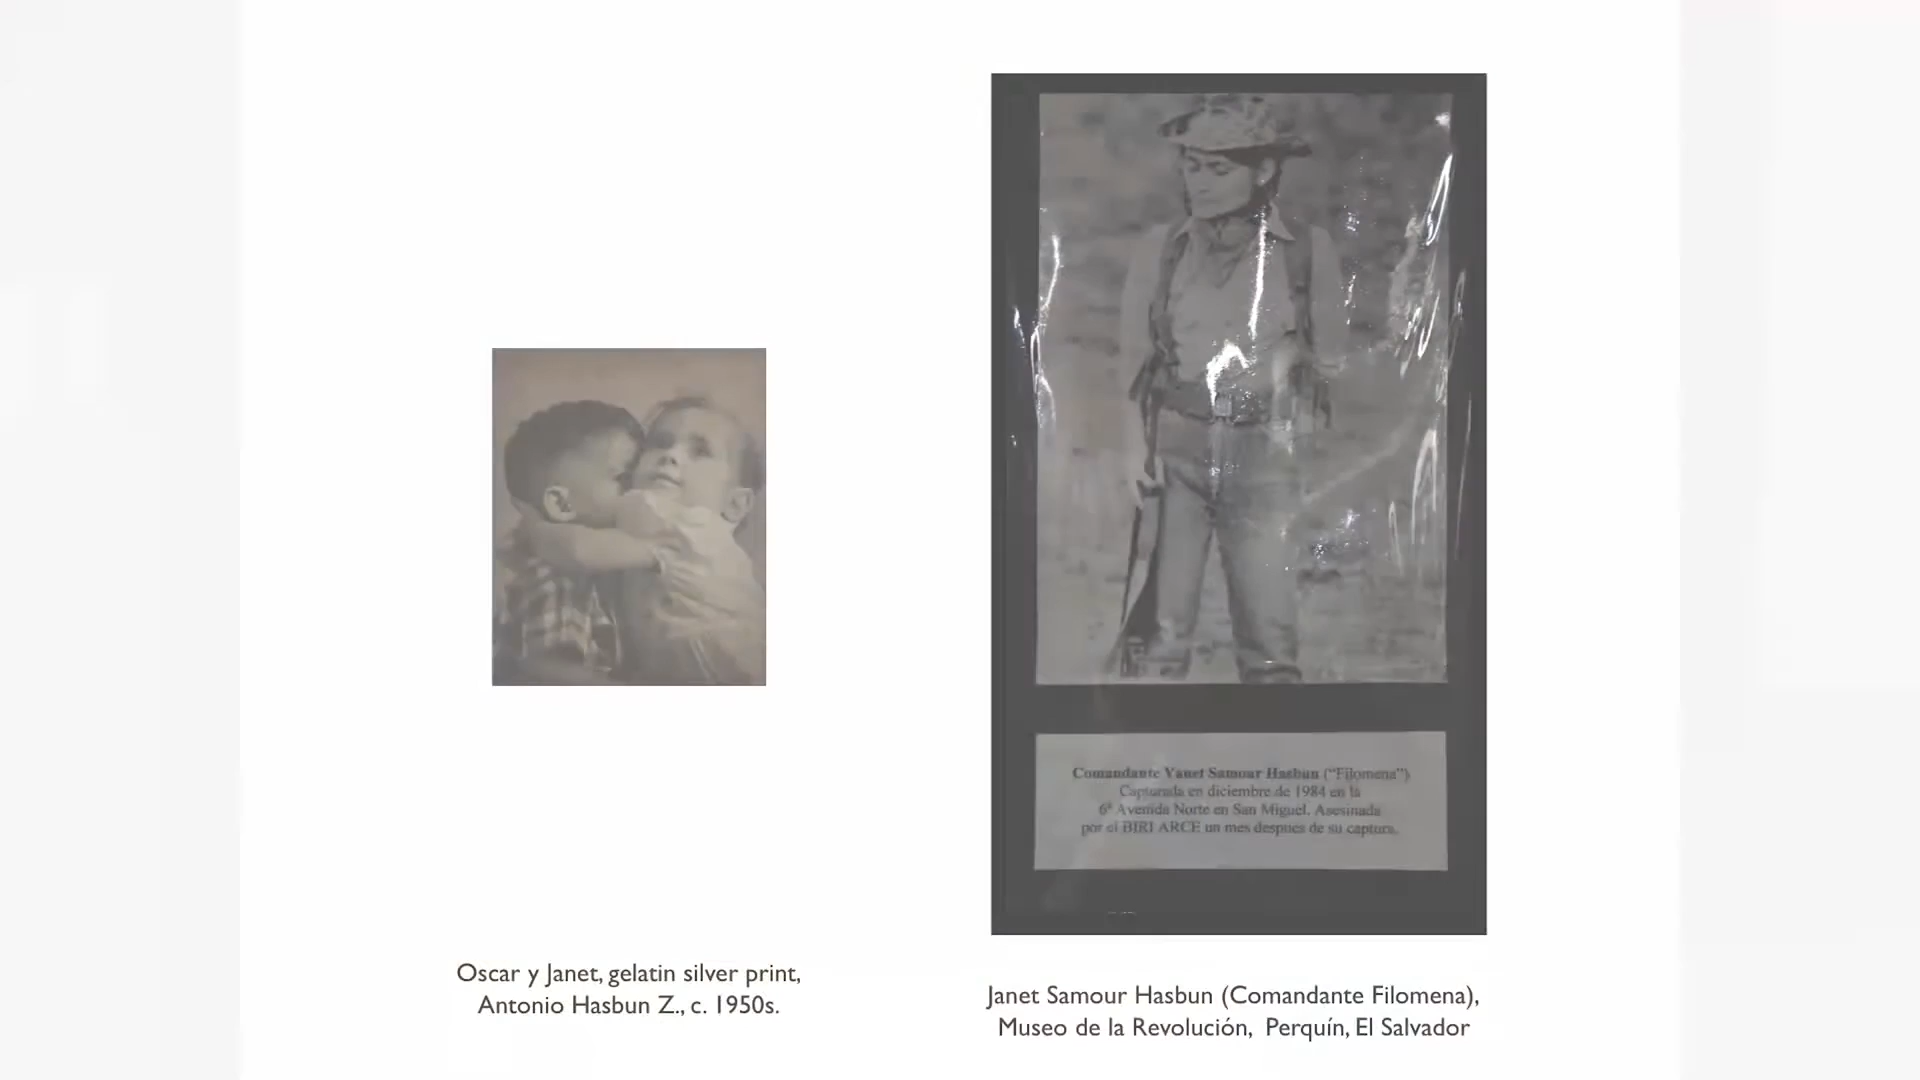 Comandante Yanet Samour Hasbun ("Filomena")
Capturada en diciembre de 1984 en la
6ª Avenida Norte en San Miguel. Asesinada
por el BIRI ARCE un mes despues de su captura.
Oscar y Janet, gelatin silver print,
Antonio Hasbun Z., c. 1950s.
Janet Samour Hasbun (Comandante Filomena),
Museo de la Revolución, Perquín, El Salvador